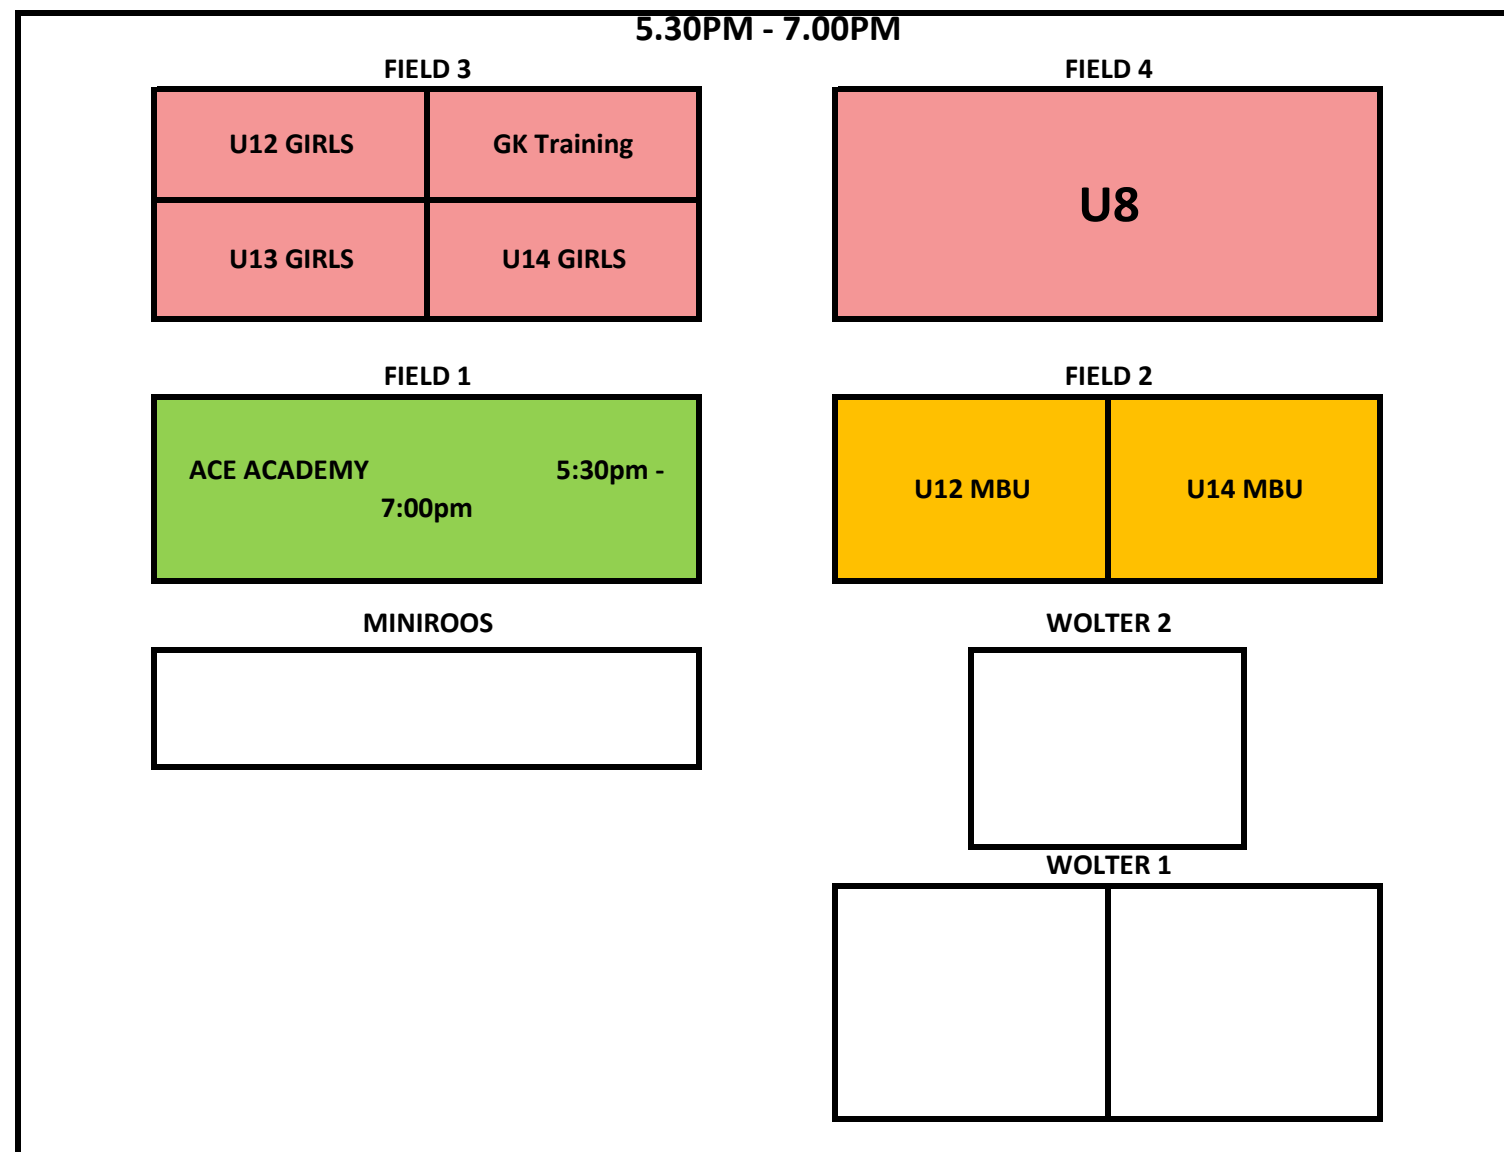 5.30PM - 7.00PM
FIELD 3
FIELD 4
U12 GIRLS
GK Training
U8
U13 GIRLS
U14 GIRLS
FIELD 1
FIELD 2
ACE ACADEMY 5:30pm -
7:00pm
U12 MBU
U14 MBU
MINIROOS
WOLTER 2
WOLTER 1